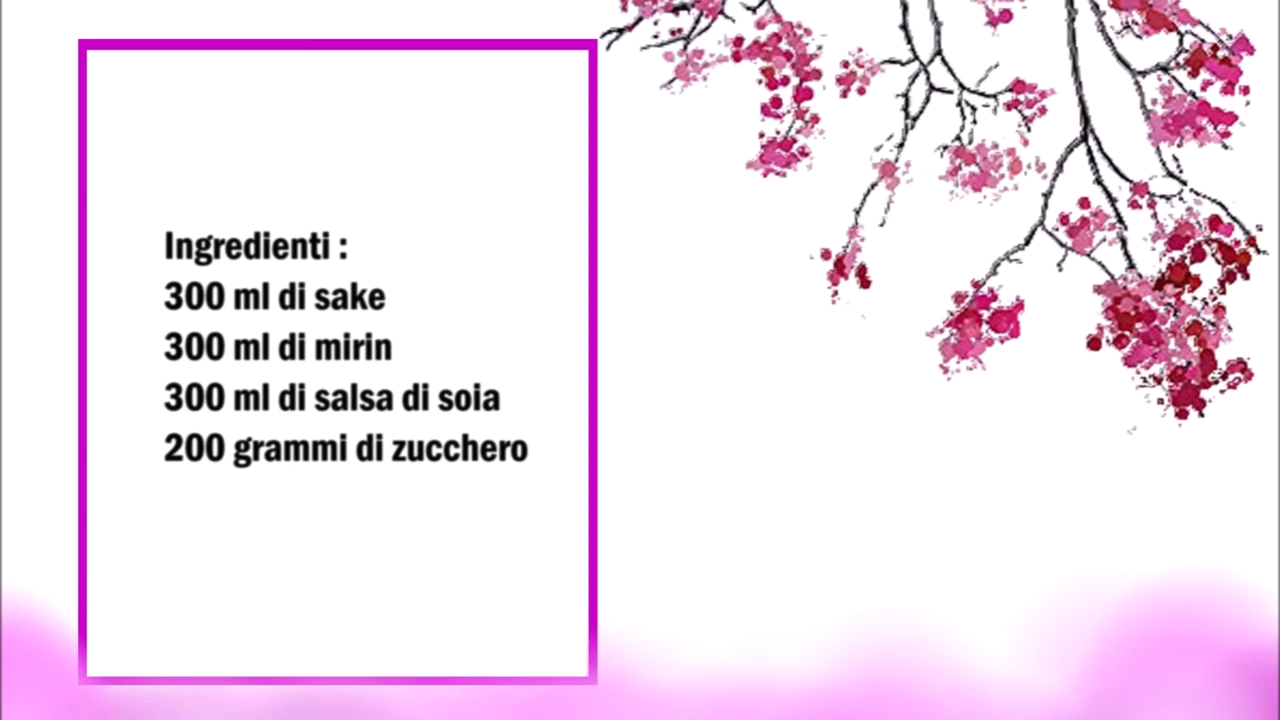 Ingredienti :
300 ml di sake
300 ml di mirin
300 ml di salsa di soia
200 grammi di zucchero